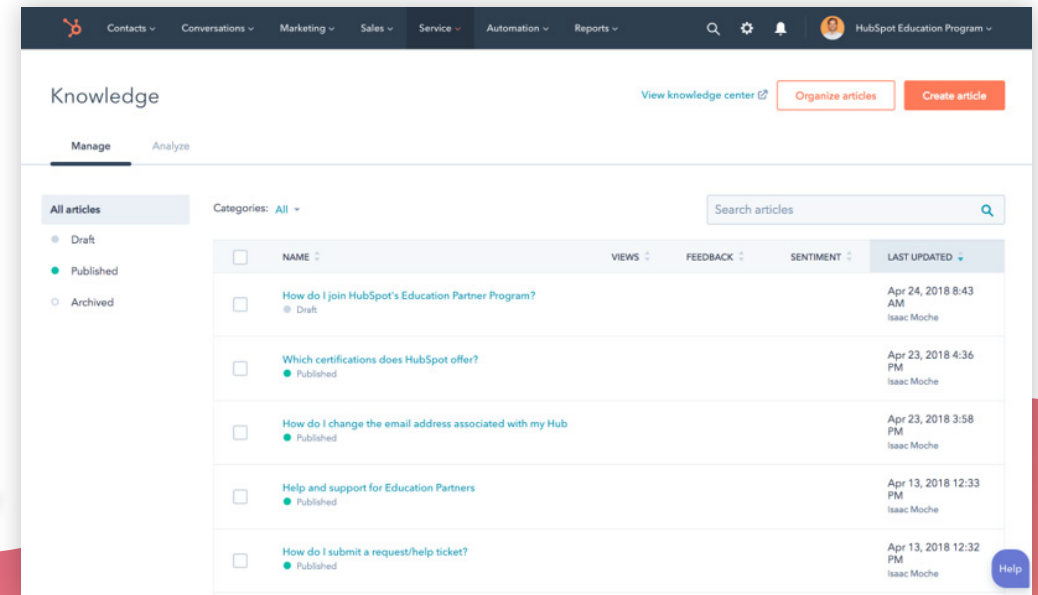 Contacts Conversations Marketing Sales Service Automation Reports HubSpot Education Program
Knowledge
View knowledge center Organize articles Create article
Manage Analyze
All articles
Draft
Published
Archived
Categories: All Search articles
NAME VIEWS FEEDBACK SENTIMENT LAST UPDATED
How do I join HubSpot's Education Partner Program?
Draft
Apr 24, 2018 8:43
AM
Isaac Moche
Which certifications does HubSpot offer?
Published
Apr 23, 2018 4:36
PM
Isaac Moche
How do I change the email address associated with my Hub
Published
Apr 23, 2018 3:58
PM
Isaac Moche
Help and support for Education Partners
Published
Apr 13, 2018 12:33
PM
Isaac Moche
How do I submit a request/help ticket?
Published
Apr 13, 2018 12:32
PM
Isaac Moche
Help